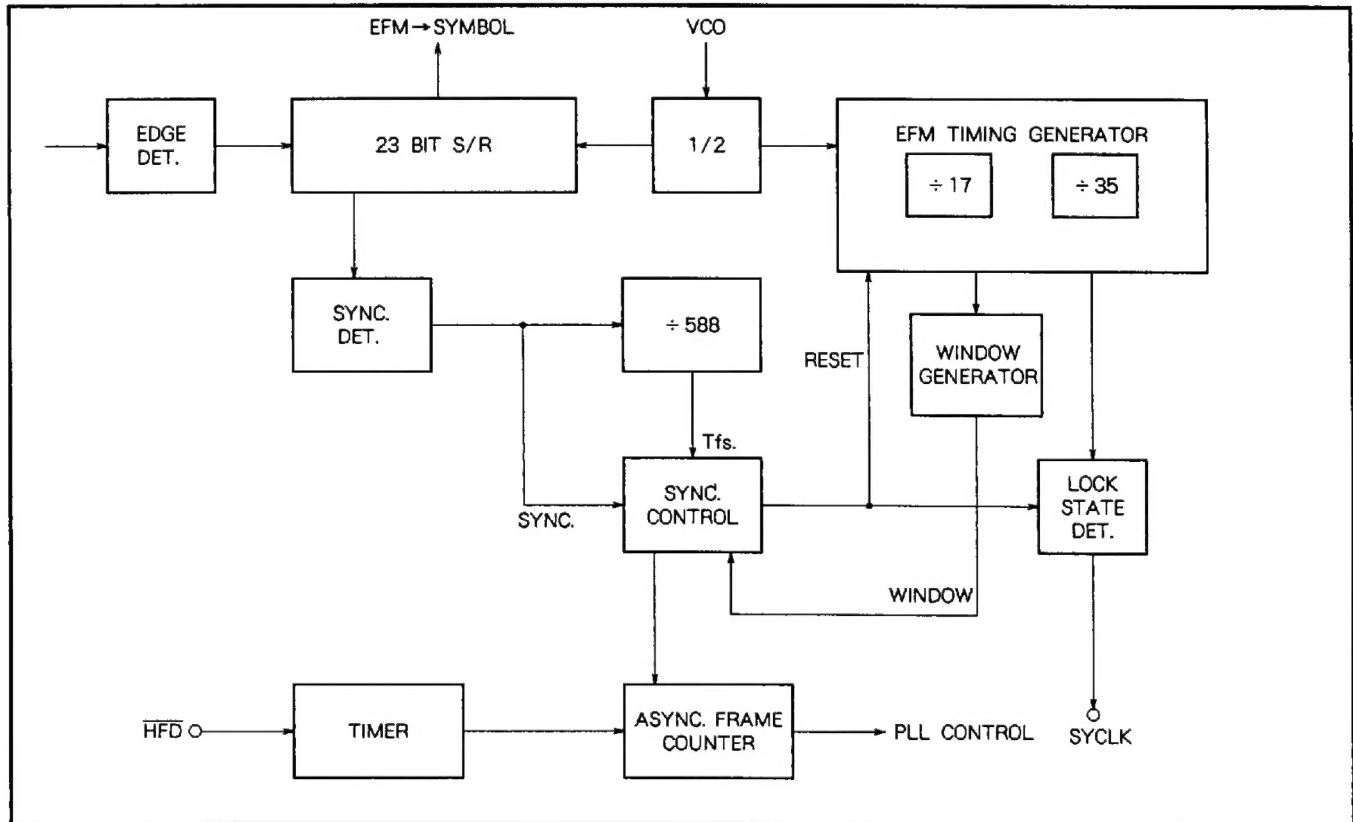 EFM→SYMBOL
VCO
EDGE
DET.
23 BIT S/R
1/2
EFM TIMING GENERATOR
÷17
÷35
SYNC.
DET.
÷588
RESET
WINDOW
GENERATOR
Tfs.
SYNC.
SYNC.
CONTROL
LOCK
STATE
DET.
WINDOW
HFD
TIMER
ASYNC. FRAME
COUNTER
PLL CONTROL
SYCLK